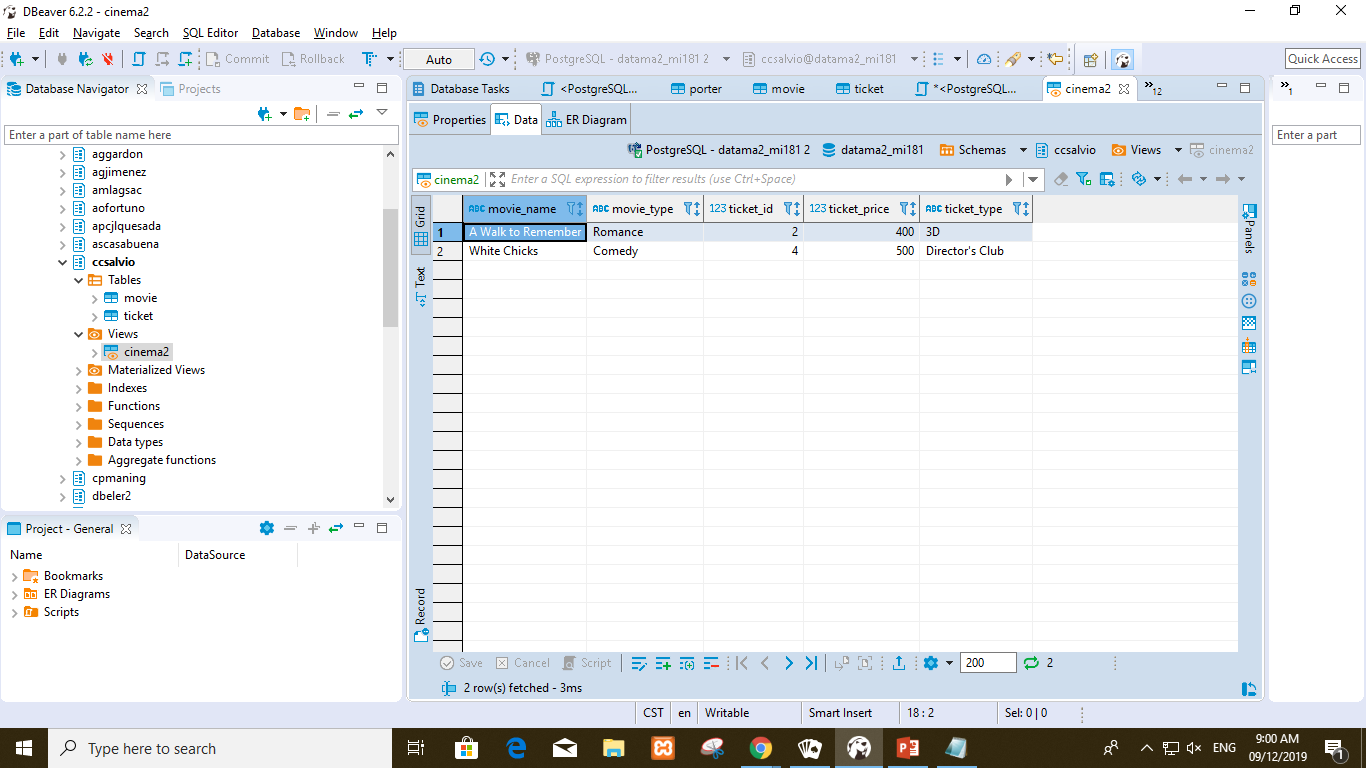 DBeaver 6.2.2 - cinema2
File Edit Navigate Search SQL Editor Database Window Help
Commit Rollback Auto PostgreSQL - datama2_mi181 2 ccsalvio@datama2_mi181 Quick Access
Database Navigator Projects
Database Tasks <PostgreSQL... porter movie ticket *<PostgreSQL... cinema2 »12
»1
Properties Data ER Diagram
Enter a part of table name here
Enter a part
PostgreSQL - datama2_mi181 2 datama2_mi181 Schemas ccsalvio Views cinema2
cinema2 Enter a SQL expression to filter results (use Ctrl+Space)
aggardon
agjimenez
amlagsac
aofortuno
apcjlquesada
ascasabuena
ccsalvio
Tables
movie
ticket
Views
cinema2
Materialized Views
Indexes
Functions
Sequences
Data types
Aggregate functions
cpmaning
dbeler2
Grid
Text
Record
ABC movie_name ABC movie_type 123 ticket_id 123 ticket_price ABC ticket_type
1 A Walk to Remember Romance 2 400 3D
2 White Chicks Comedy 4 500 Director's Club
Panels
Project - General
Name DataSource
Bookmarks
ER Diagrams
Scripts
Save Cancel Script 200 2
2 row(s) fetched - 3ms
CST en Writable Smart Insert 18 : 2 Sel: 0 | 0
Type here to search
ENG
9:00 AM
09/12/2019
1